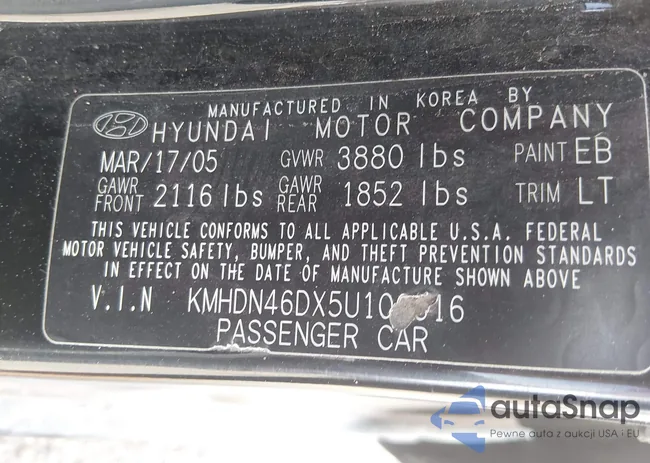 MANUFACTURED IN KOREA BY
HYUNDAI MOTOR COMPANY
MAR/17/05 GVWR 3880 lbs PAINT EB
GAWR FRONT 2116 lbs GAWR REAR 1852 lbs TRIM LT
THIS VEHICLE CONFORMS TO ALL APPLICABLE U.S.A. FEDERAL
MOTOR VEHICLE SAFETY, BUMPER, AND THEFT PREVENTION STANDARDS
IN EFFECT ON THE DATE OF MANUFACTURE SHOWN ABOVE
V.I.N
PASSENGER CAR
autaSnap
Pewne auta z aukcji USA i EU